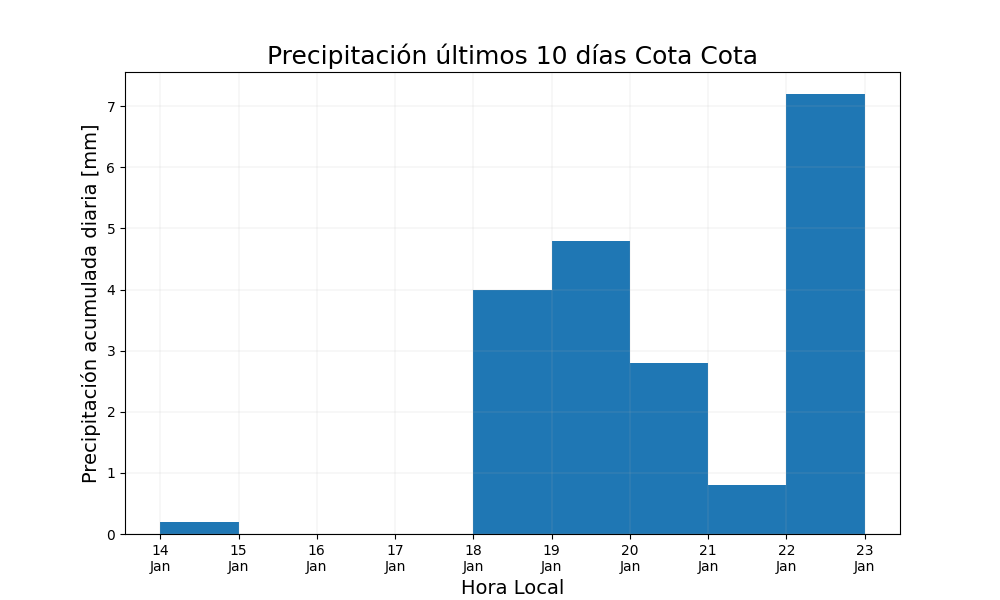 Precipitación últimos 10 días Cota Cota
Precipitación acumulada diaria [mm]
7
6
5
4
3
2
1
0
14 15 16 17 18 19 20 21 22 23
Jan Jan Jan Jan Jan Jan Jan Jan Jan Jan
Hora Local